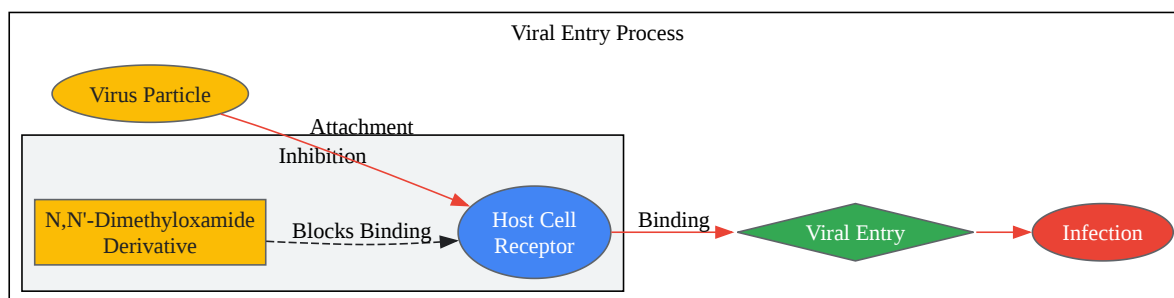 Viral Entry Process
Virus Particle
Attachment
Inhibition
N,N'-Dimethyloxamide
Derivative
Blocks Binding
Host Cell
Receptor
Binding
Viral Entry
Infection